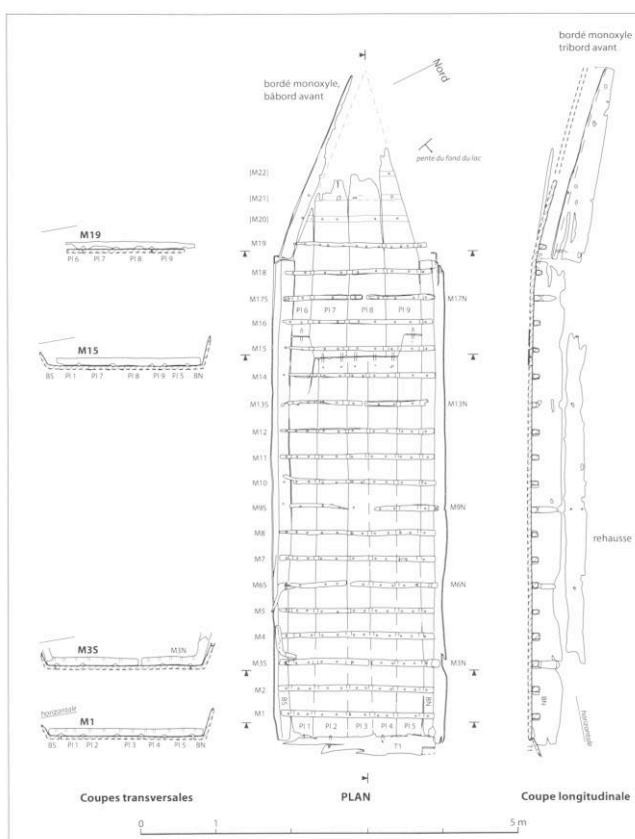 bordé monoxyle
tribord avant
bordé monoxyle,
bâbord avant
Nord
pente du fond du lac
(M22)
(M21)
(M20)
M19
M18
M17S
M17N
Pl 6 Pl 7 Pl 8 Pl 9
M16
M15
M14
M13S
M13N
M12
M11
M10
M9S
M9N
M8
M7
M6S
M6N
M5
M4
M3S
M3N
M2
M1
BS
BN
Pl 1 Pl 2 Pl 3 Pl 4 Pl 5
T1
M19
Pl 6 Pl 7 Pl 8 Pl 9
M15
BS Pl 1 Pl 7 Pl 8 Pl 9 Pl 5 BN
M3S
M3N
horizontale
M1
BS Pl 1 Pl 2 Pl 3 Pl 4 Pl 5 BN
rehausse
BN
T1
horizontale
Coupes transversales
PLAN
Coupe longitudinale
0 1 5 m